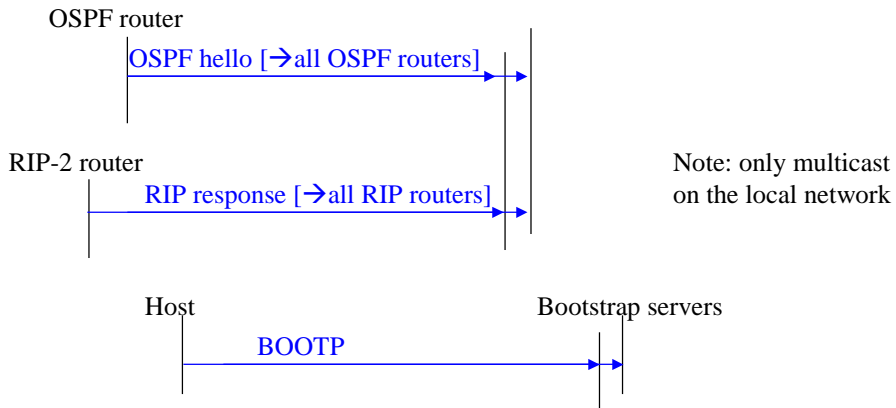 OSPF router
OSPF hello [→all OSPF routers]
RIP-2 router
RIP response [→all RIP routers]
Note: only multicast
on the local network
Host
Bootstrap servers
BOOTP